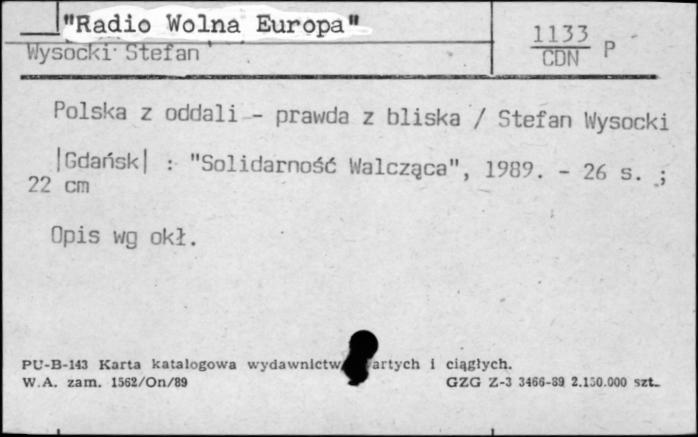 "Radio Wolna Europa"
1133
CDN P
Wysocki Stefan
Polska z oddali - prawda z bliska / Stefan Wysocki
|Gdańsk| : "Solidarność Walcząca", 1989. - 26 s. ;
22 cm
Opis wg okł.
PU-B-143 Karta katalogowa wydawnictw artych i ciągłych.
W.A. zam. 1562/On/89 GZG Z-3 3466-89 2.150.000 szt.